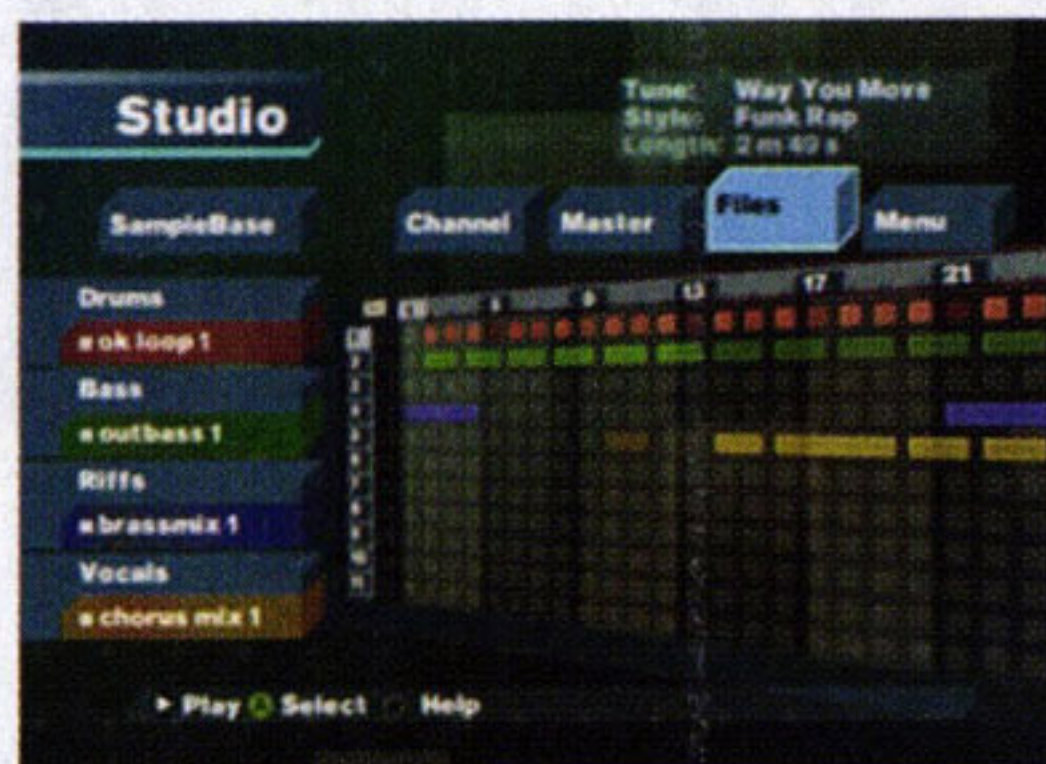 Studio
Tune: Way You Move
Style: Funk Rap
Length: 2 m 49 s
SampleBase
Channel
Master
Files
Menu
13 17 21
Drums
ok loop 1
Bass
outbass 1
Riffs
brassmix 1
Vocals
chorus mix 1
Play Select Help